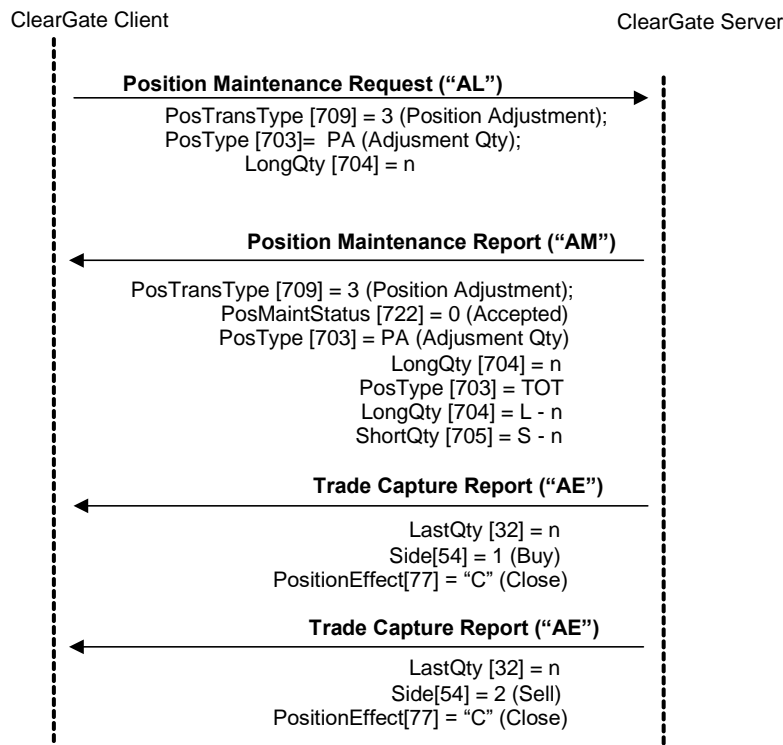 ClearGate Client
ClearGate Server
Position Maintenance Request (“AL”)
PosTransType [709] = 3 (Position Adjustment);
PosType [703]= PA (Adjusment Qty);
LongQty [704] = n
Position Maintenance Report (“AM”)
PosTransType [709] = 3 (Position Adjustment);
PosMaintStatus [722] = 0 (Accepted)
PosType [703] = PA (Adjusment Qty)
LongQty [704] = n
PosType [703] = TOT
LongQty [704] = L - n
ShortQty [705] = S - n
Trade Capture Report (“AE”)
LastQty [32] = n
Side[54] = 1 (Buy)
PositionEffect[77] = “C” (Close)
Trade Capture Report (“AE”)
LastQty [32] = n
Side[54] = 2 (Sell)
PositionEffect[77] = “C” (Close)